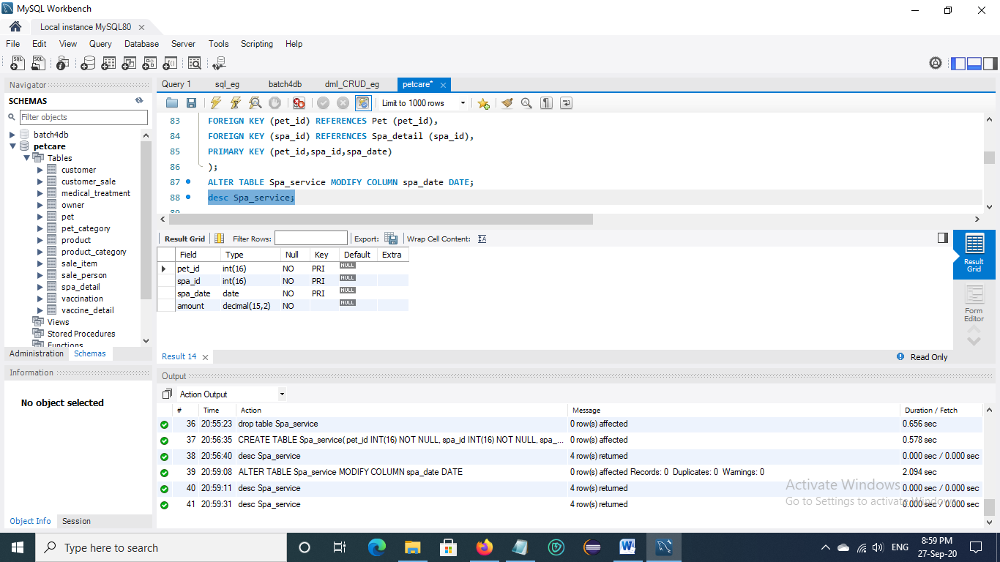 MySQL Workbench
Local instance MySQL80
File Edit View Query Database Server Tools Scripting Help
Navigator
SCHEMAS
Filter objects
batch4db
petcare
Tables
customer
customer_sale
medical_treatment
owner
pet
pet_category
product
product_category
sale_item
sale_person
spa_detail
vaccination
vaccine_detail
Views
Stored Procedures
Functions
Administration Schemas
Information
No object selected
Object Info Session
Query 1 sql_eg batch4db dml_CRUD_eg petcare*
Limit to 1000 rows
83 FOREIGN KEY (pet_id) REFERENCES Pet (pet_id),
84 FOREIGN KEY (spa_id) REFERENCES Spa_detail (spa_id),
85 PRIMARY KEY (pet_id,spa_id,spa_date)
86 );
87 ALTER TABLE Spa_service MODIFY COLUMN spa_date DATE;
88 desc Spa_service;
89
Result Grid Filter Rows: Export: Wrap Cell Content:
Field Type Null Key Default Extra
pet_id int(16) NO PRI NULL
spa_id int(16) NO PRI NULL
spa_date date NO PRI NULL
amount decimal(15,2) NO NULL
Result Grid
Form Editor
Result 14
Read Only
Output
Action Output
# Time Action Message Duration / Fetch
36 20:55:23 drop table Spa_service 0 row(s) affected 0.656 sec
37 20:56:35 CREATE TABLE Spa_service( pet_id INT(16) NOT NULL, spa_id INT(16) NOT NULL, spa_... 0 row(s) affected 0.578 sec
38 20:56:40 desc Spa_service 4 row(s) returned 0.000 sec / 0.000 sec
39 20:59:08 ALTER TABLE Spa_service MODIFY COLUMN spa_date DATE 0 row(s) affected Records: 0 Duplicates: 0 Warnings: 0 2.094 sec
40 20:59:11 desc Spa_service 4 row(s) returned 0.000 sec / 0.000 sec
41 20:59:31 desc Spa_service 4 row(s) returned 0.000 sec / 0.000 sec
Activate Windows
Go to Settings to activate Windows.
Type here to search
ENG
8:59 PM
27-Sep-20